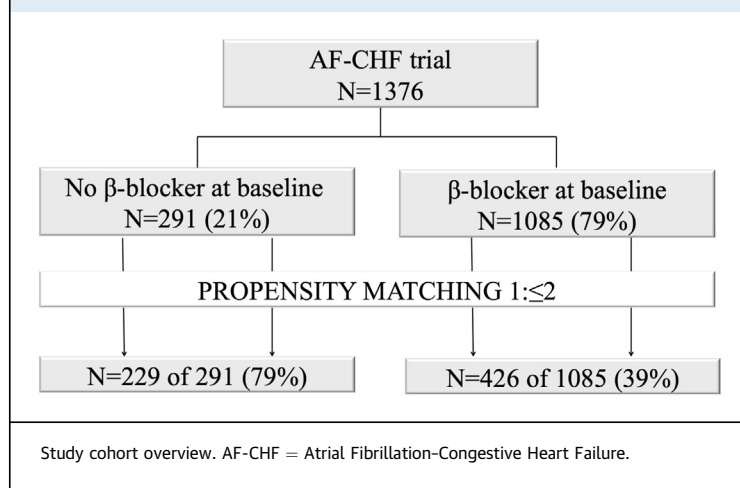 AF-CHF trial
N=1376
No β-blocker at baseline
N=291 (21%)
β-blocker at baseline
N=1085 (79%)
PROPENSITY MATCHING 1:≤2
N=229 of 291 (79%)
N=426 of 1085 (39%)
Study cohort overview. AF-CHF = Atrial Fibrillation-Congestive Heart Failure.